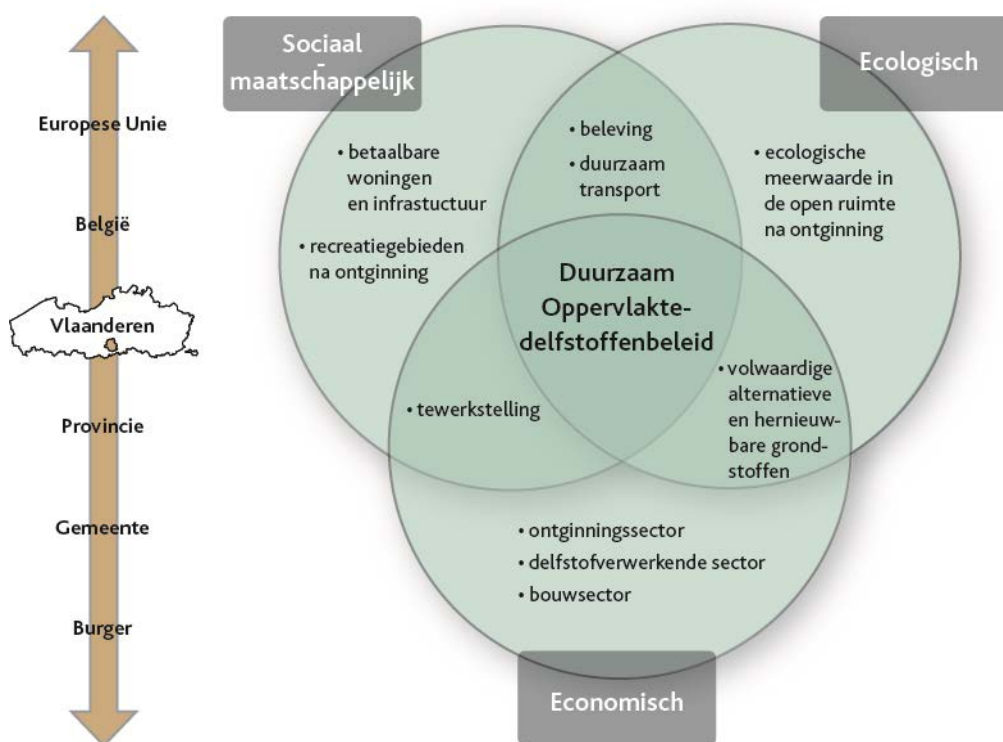 Europese Unie
België
Vlaanderen
Provincie
Gemeente
Burger
Sociaal
-
maatschappelijk
Ecologisch
• betaalbare
woningen
en infrastuctuur
• recreatiegebieden
na ontginning
• beleving
• duurzaam
transport
• ecologische
meerwaarde in
de open ruimte
na ontginning
Duurzaam
Oppervlakte-
delfstoffenbeleid
• tewerkstelling
• volwaardige
alternatieve
en hernieuw-
bare grond-
stoffen
• ontginningssector
• delfstofverwerkende sector
• bouwsector
Economisch